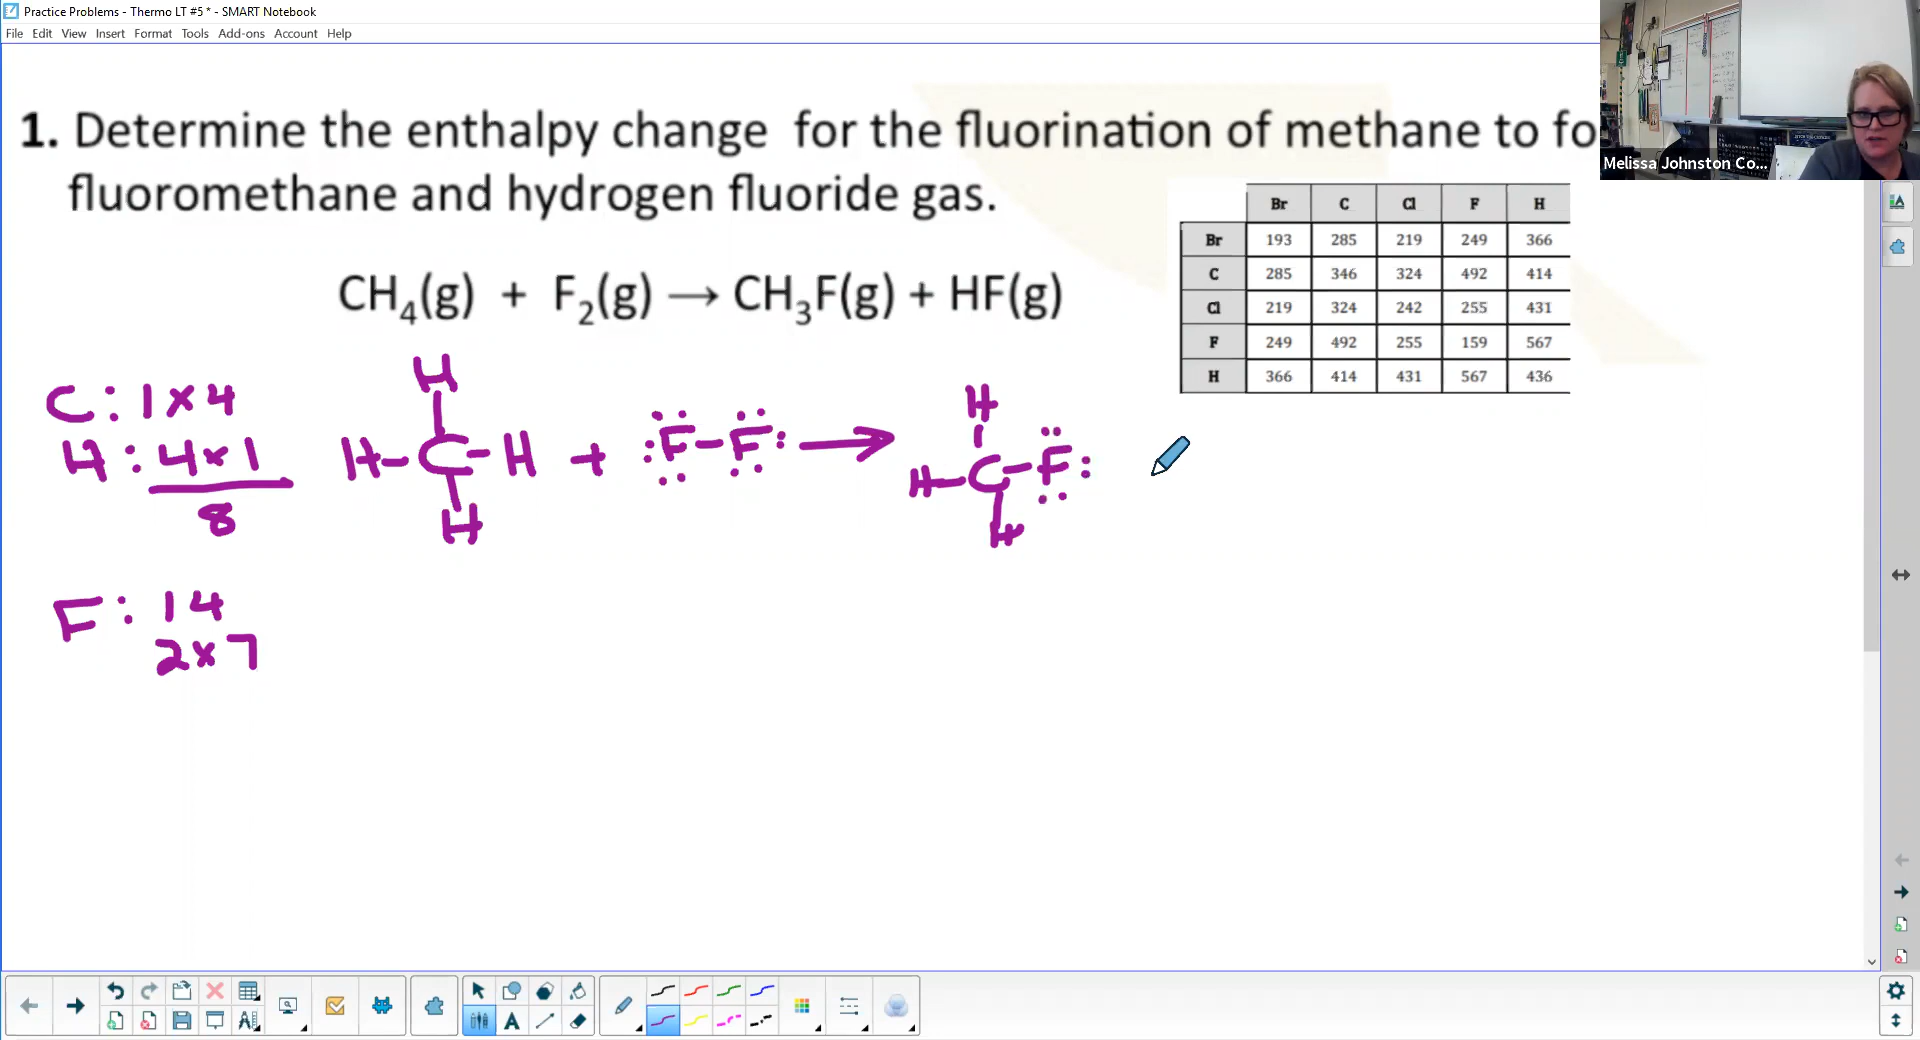 Practice Problems - Thermo LT #5 * - SMART Notebook
File Edit View Insert Format Tools Add-ons Account Help
1. Determine the enthalpy change for the fluorination of methane to fo
fluoromethane and hydrogen fluoride gas.
Melissa Johnston Co...
CH₄(g) + F₂(g) → CH₃F(g) + HF(g)
Br C Cl F H
Br 193 285 219 249 366
C 285 346 324 492 414
Cl 219 324 242 255 431
F 249 492 255 159 567
H 366 414 431 567 436
C: 1 x 4
H: 4 x 1
8
H
H-C-H + :F-F: →
H
H
H-C-F:
H
F: 14
2 x 7
A